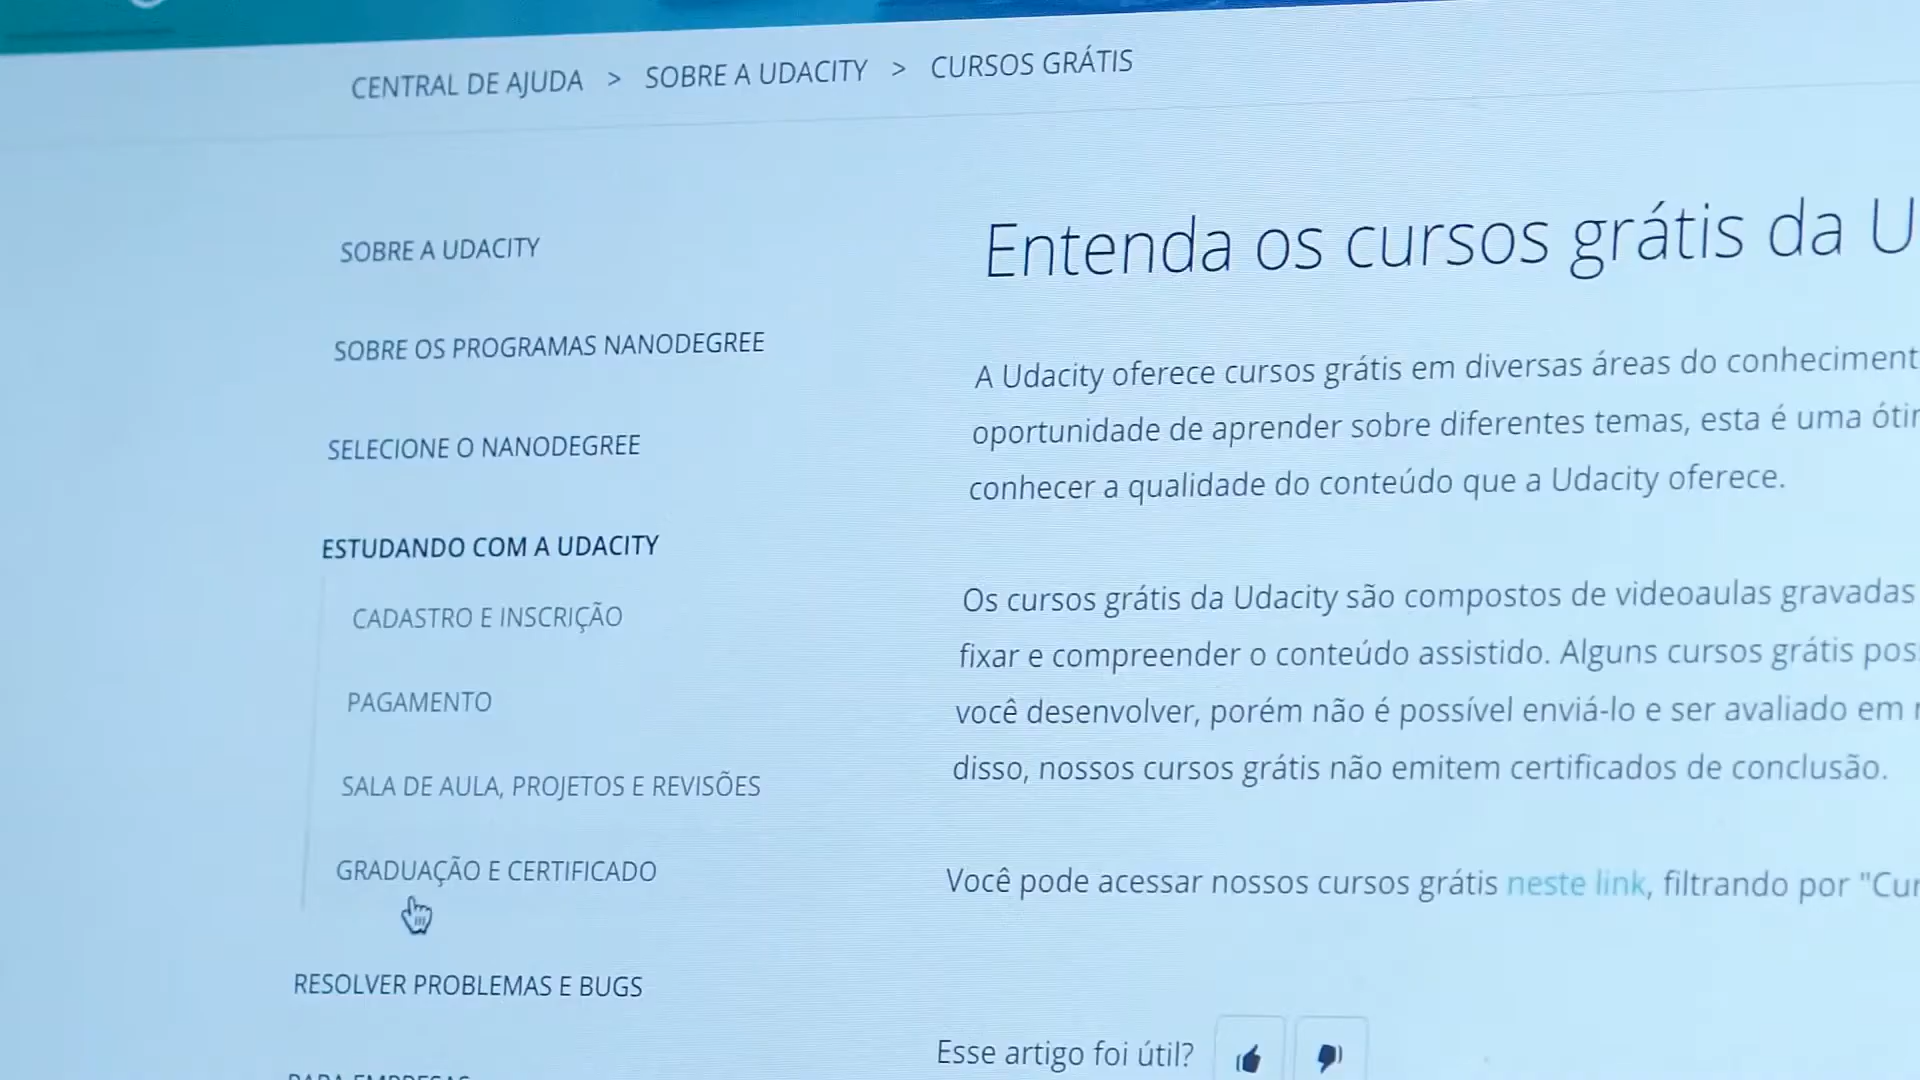 CENTRAL DE AJUDA > SOBRE A UDACITY > CURSOS GRÁTIS
SOBRE A UDACITY
SOBRE OS PROGRAMAS NANODEGREE
SELECIONE O NANODEGREE
ESTUDANDO COM A UDACITY
CADASTRO E INSCRIÇÃO
PAGAMENTO
SALA DE AULA, PROJETOS E REVISÕES
GRADUAÇÃO E CERTIFICADO
RESOLVER PROBLEMAS E BUGS
Entenda os cursos grátis da U
A Udacity oferece cursos grátis em diversas áreas do conheciment
oportunidade de aprender sobre diferentes temas, esta é uma
conhecer a qualidade do conteúdo que a Udacity oferece.
Os cursos grátis da Udacity são compostos de videoaulas gravadas
fixar e compreender o conteúdo assistido. Alguns cursos grátis pos
você desenvolver, porém não é possível enviá-lo e ser avaliado em
disso, nossos cursos grátis não emitem certificados de conclusão.
Você pode acessar nossos cursos grátis neste link, filtrando por "Cur
Esse artigo foi útil?